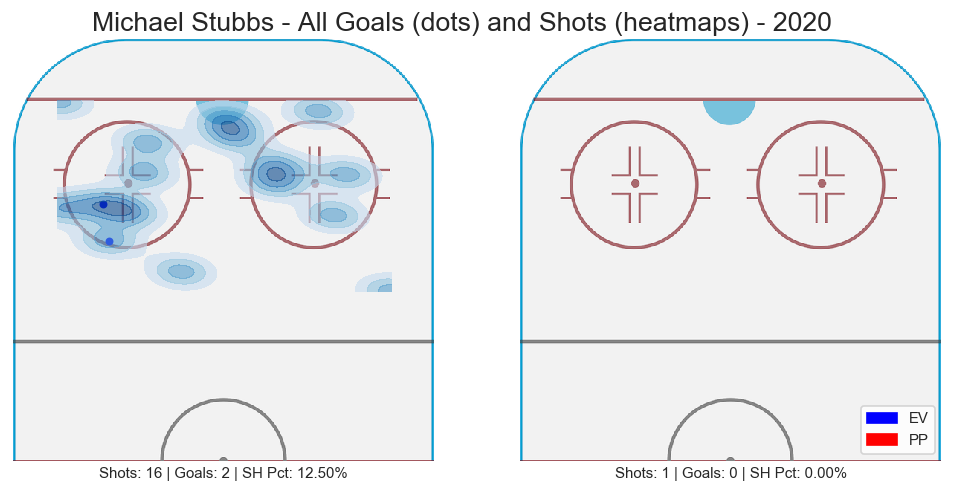 Michael Stubbs - All Goals (dots) and Shots (heatmaps) - 2020
EV
PP
Shots: 16 | Goals: 2 | SH Pct: 12.50%
Shots: 1 | Goals: 0 | SH Pct: 0.00%